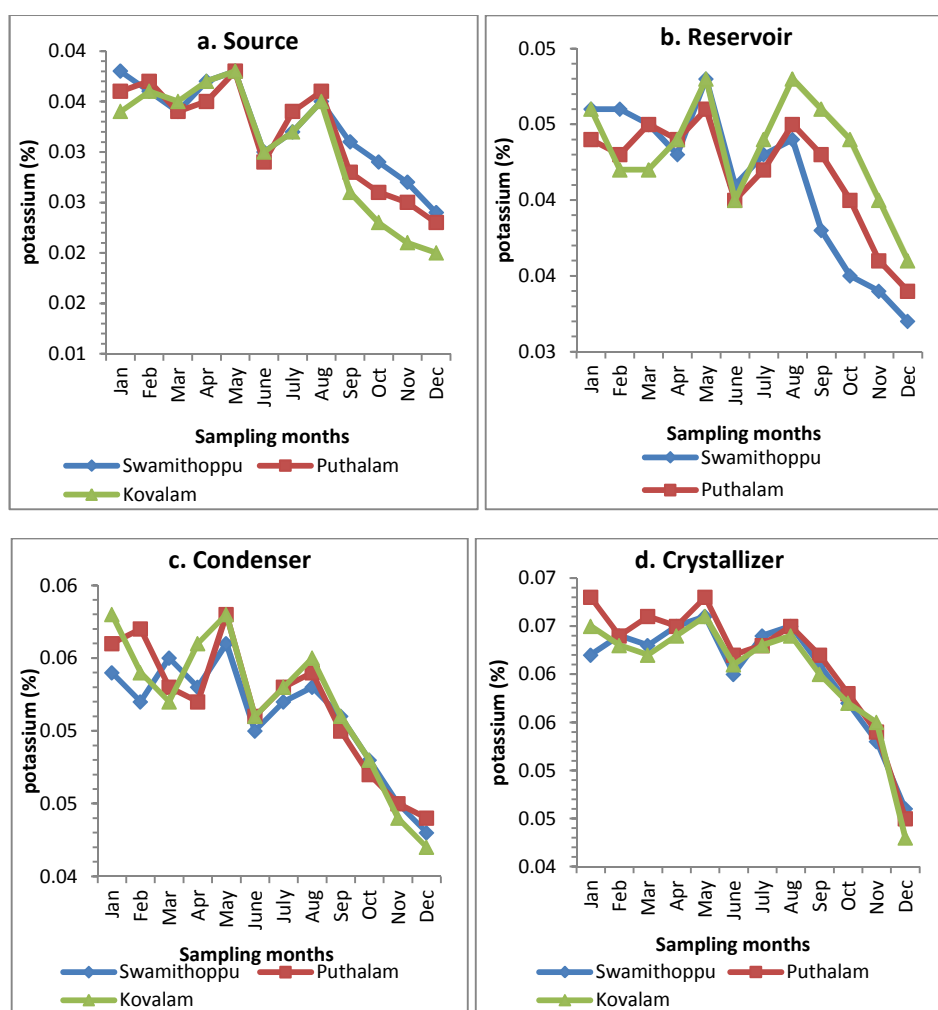 a. Source
0.04
0.04
0.03
0.03
0.02
0.02
0.01
potassium (%)
Jan
Feb
Mar
Apr
May
June
July
Aug
Sep
Oct
Nov
Dec
Sampling months
Swamithoppu
Puthalam
Kovalam
b. Reservoir
0.05
0.05
0.04
0.04
0.03
potassium (%)
Jan
Feb
Mar
Apr
May
June
July
Aug
Sep
Oct
Nov
Dec
Sampling months
Swamithoppu
Puthalam
c. Condenser
0.06
0.06
0.05
0.05
0.04
potassium (%)
Jan
Feb
Mar
Apr
May
June
July
Aug
Sep
Oct
Nov
Dec
Sampling months
Swamithoppu
Puthalam
Kovalam
d. Crystallizer
0.07
0.07
0.06
0.06
0.05
0.05
0.04
potassium (%)
Jan
Feb
Mar
Apr
May
June
July
Aug
Sep
Oct
Nov
Dec
Sampling months
Swamithoppu
Puthalam
Kovalam